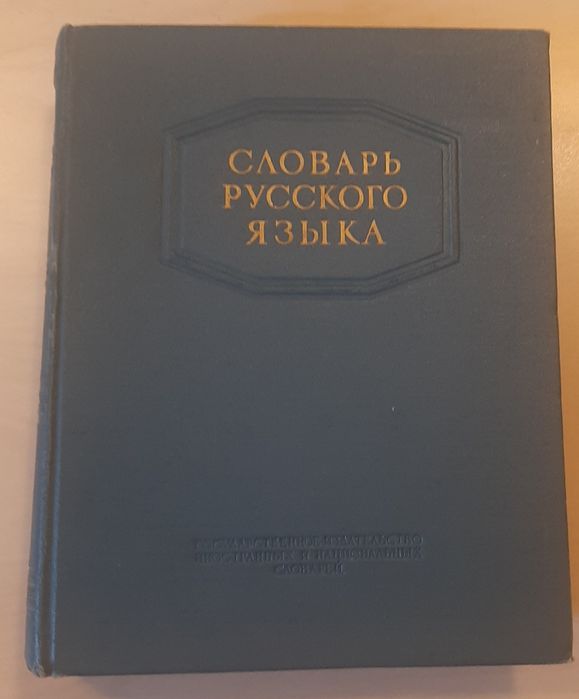 СЛОВАРЬ
РУССКОГО
ЯЗЫКА
ГОСУДАРСТВЕННОЕ ИЗДАТЕЛЬСТВО
ИНОСТРАННЫХ И НАЦИОНАЛЬНЫХ
СЛОВАРЕЙ